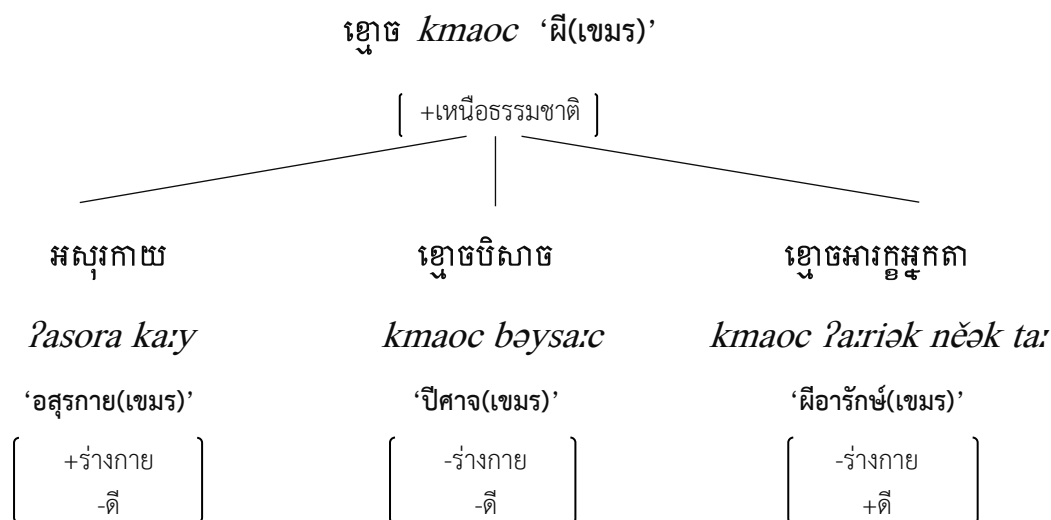 ខ្មោច kmaoc ‘ผี(เขมร)’
+เหนือธรรมชาติ
អសុរកាយ ខ្មោចបិសាច ខ្មោចអារក្ខអ្នកតា
ʔasora ka:y kmaoc bəysa:c kmaoc ʔa:riək nĕək ta:
‘อสุรกาย(เขมร)’ ‘ปีศาจ(เขมร)’ ‘ผีอารักษ์(เขมร)’
+ร่างกาย -ร่างกาย -ร่างกาย
-ดี -ดี +ดี